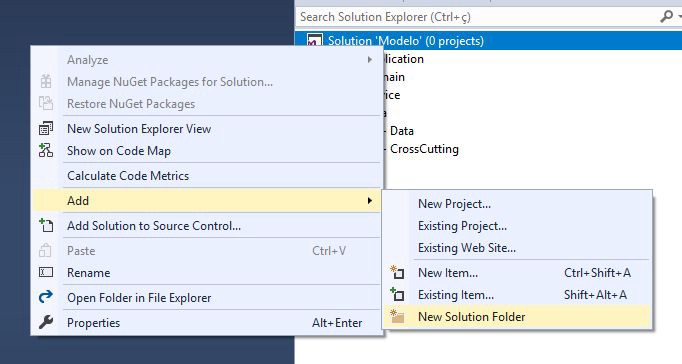 Search Solution Explorer (Ctrl+ç)
Solution 'Modelo' (0 projects)
Analyze
Manage NuGet Packages for Solution...
Restore NuGet Packages
New Solution Explorer View
Show on Code Map
Calculate Code Metrics
Add
Add Solution to Source Control...
Paste Ctrl+V
Rename
Open Folder in File Explorer
Properties Alt+Enter
- Data
- CrossCutting
New Project...
Existing Project...
Existing Web Site...
New Item... Ctrl+Shift+A
Existing Item... Shift+Alt+A
New Solution Folder